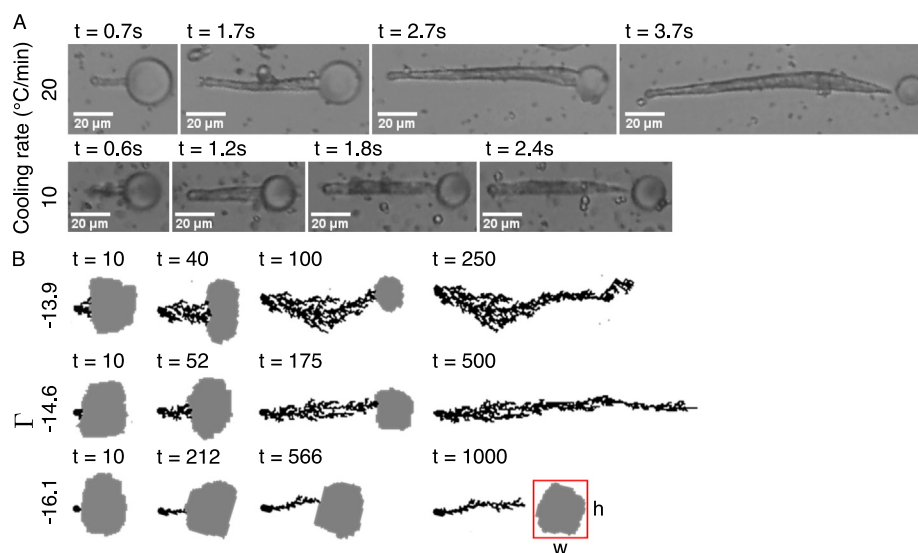 A
t = 0.7s
t = 1.7s
t = 2.7s
t = 3.7s
Cooling rate (°C/min)
20
20 µm
20 µm
20 µm
20 µm
t = 0.6s
t = 1.2s
t = 1.8s
t = 2.4s
10
20 µm
20 µm
20 µm
20 µm
B
t = 10
t = 40
t = 100
t = 250
-13.9
t = 10
t = 52
t = 175
t = 500
Γ
-14.6
t = 10
t = 212
t = 566
t = 1000
-16.1
h
w